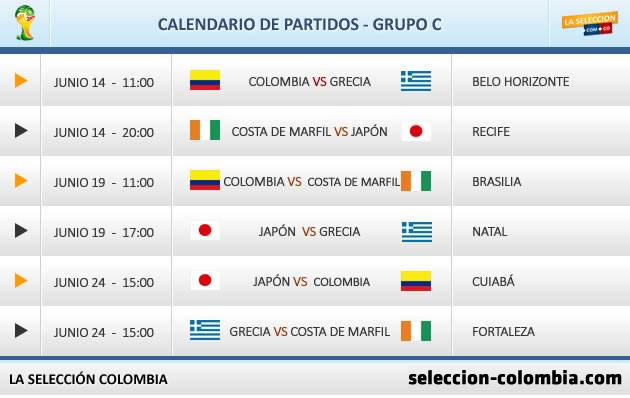 CALENDARIO DE PARTIDOS - GRUPO C
LA SELECCION
.COM.CO
JUNIO 14 - 11:00 COLOMBIA VS GRECIA BELO HORIZONTE
JUNIO 14 - 20:00 COSTA DE MARFIL VS JAPÓN RECIFE
JUNIO 19 - 11:00 COLOMBIA VS COSTA DE MARFIL BRASILIA
JUNIO 19 - 17:00 JAPÓN VS GRECIA NATAL
JUNIO 24 - 15:00 JAPÓN VS COLOMBIA CUIABÁ
JUNIO 24 - 15:00 GRECIA VS COSTA DE MARFIL FORTALEZA
LA SELECCIÓN COLOMBIA seleccion-colombia.com